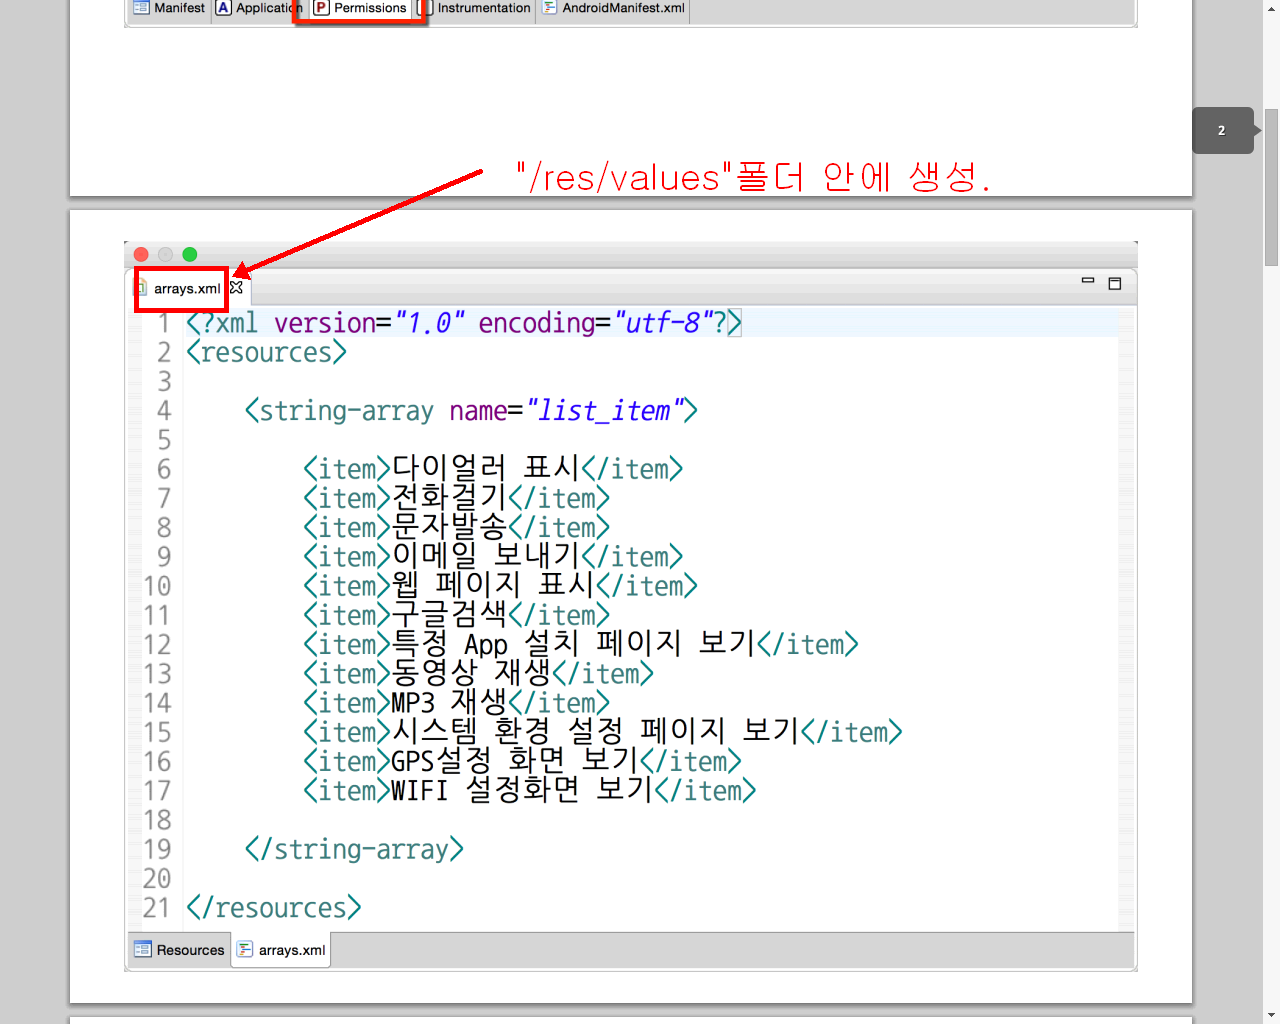 Manifest A Application P Permissions Instrumentation AndroidManifest.xml
2
"/res/values"폴더 안에 생성.
arrays.xml
1 <?xml version="1.0" encoding="utf-8"?>
2 <resources>
3
4 <string-array name="list_item">
5
6 <item>다이얼러 표시</item>
7 <item>전화걸기</item>
8 <item>문자발송</item>
9 <item>이메일 보내기</item>
10 <item>웹 페이지 표시</item>
11 <item>구글검색</item>
12 <item>특정 App 설치 페이지 보기</item>
13 <item>동영상 재생</item>
14 <item>MP3 재생</item>
15 <item>시스템 환경 설정 페이지 보기</item>
16 <item>GPS설정 화면 보기</item>
17 <item>WIFI 설정화면 보기</item>
18
19 </string-array>
20
21 </resources>
Resources arrays.xml